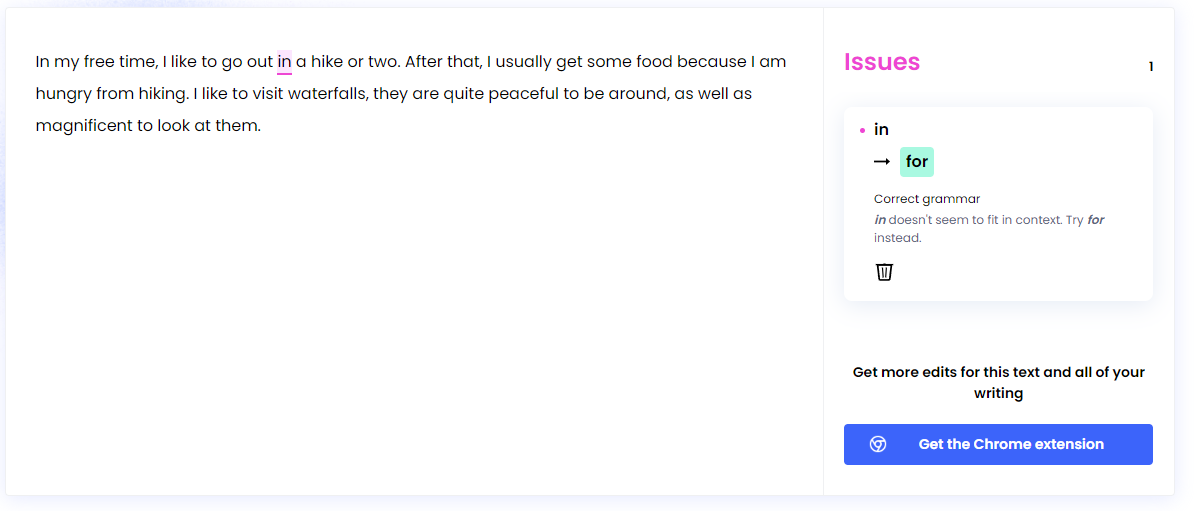 In my free time, I like to go out in a hike or two. After that, I usually get some food because I am
hungry from hiking. I like to visit waterfalls, they are quite peaceful to be around, as well as
magnificent to look at them.
Issues
1
in
→ for
Correct grammar
in doesn't seem to fit in context. Try for
instead.
Get more edits for this text and all of your
writing
Get the Chrome extension